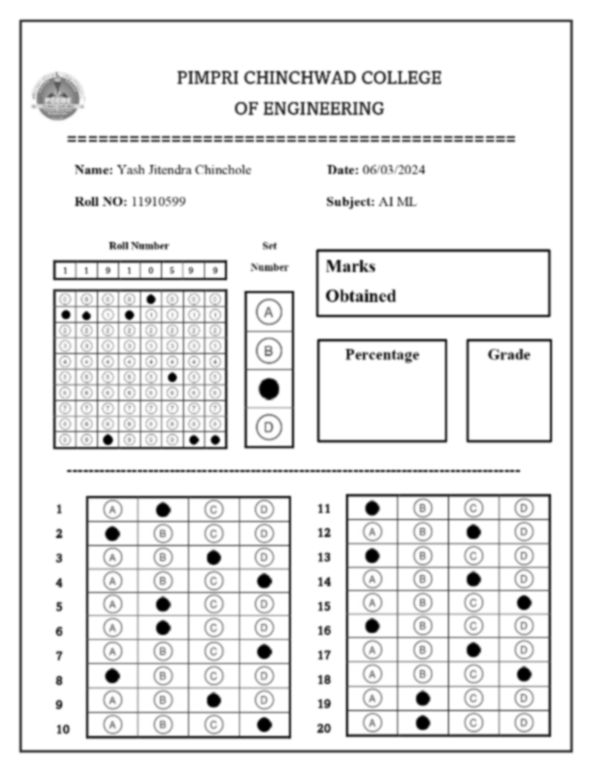 PIMPRI CHINCHWAD COLLEGE
OF ENGINEERING
===========================================
Name: Yash Jitendra Chinchole Date: 06/03/2024
Roll NO: 11910599 Subject: AI ML
Roll Number Set
Number
1 1 9 1 0 5 9 9
Marks
Obtained
Percentage Grade
A
B
D
1 A C D
2 B C D
3 A B D
4 A B C
5 A C D
6 A C D
7 A B C
8 B C D
9 A B D
10 A B C
11 B C D
12 A B D
13 B C D
14 A B D
15 A B C
16 B C D
17 A B D
18 A B C
19 A C D
20 A C D